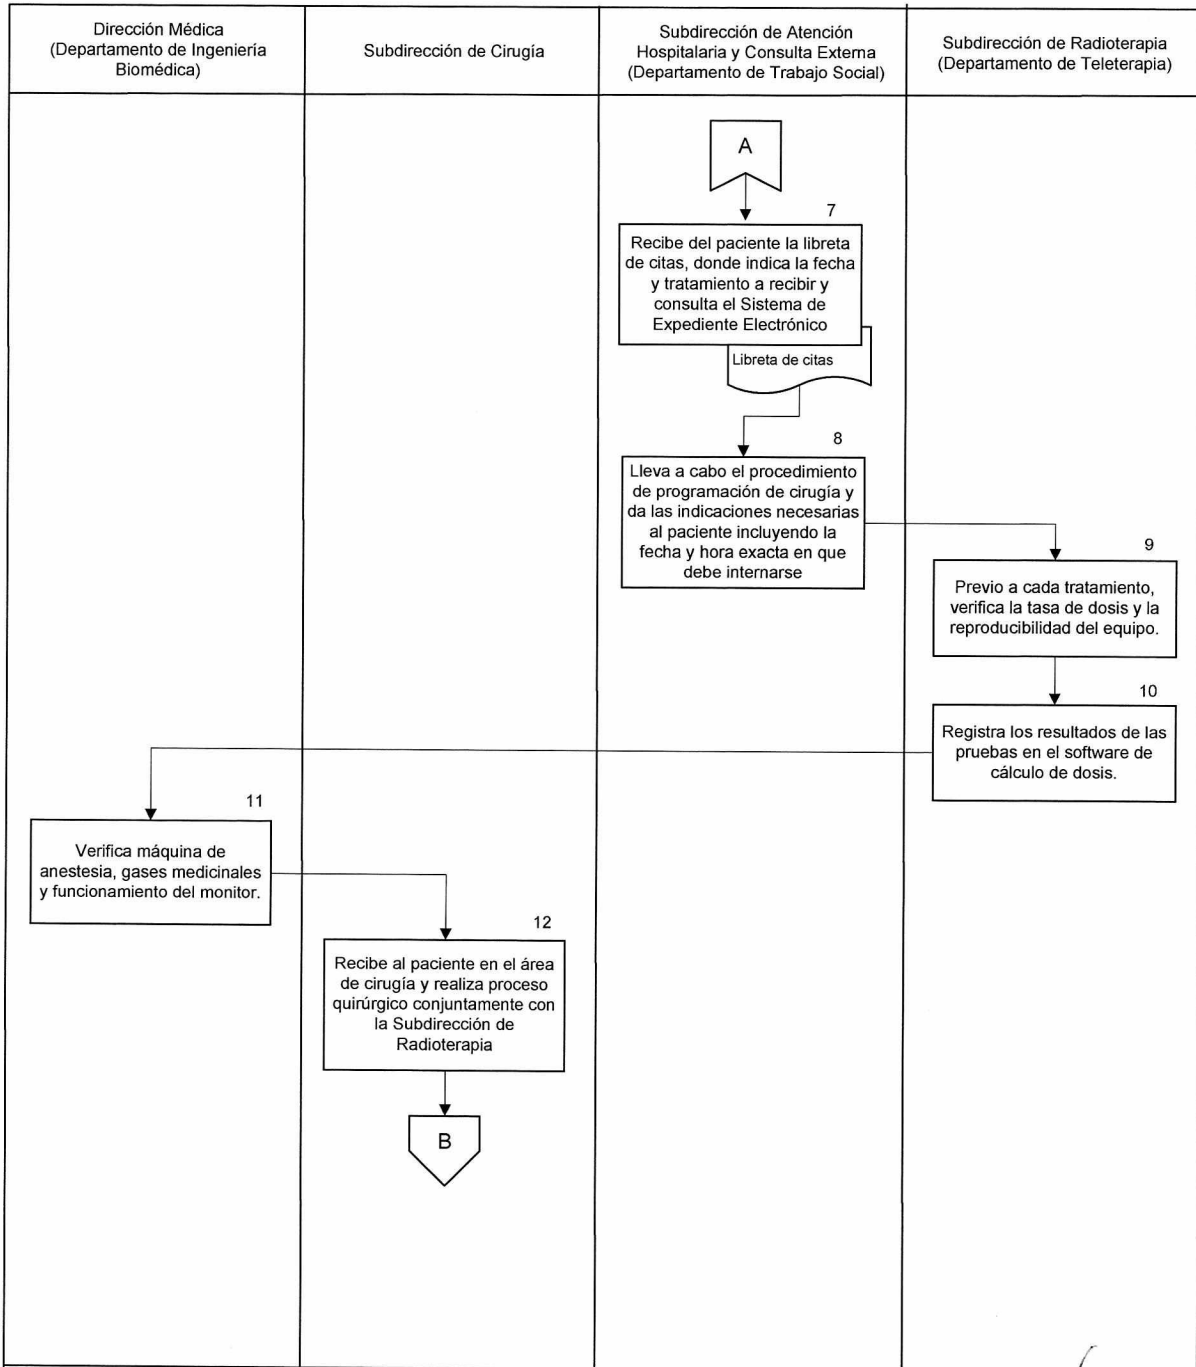 Dirección Médica
(Departamento de Ingeniería
Biomédica)
Subdirección de Cirugía
Subdirección de Atención
Hospitalaria y Consulta Externa
(Departamento de Trabajo Social)
Subdirección de Radioterapia
(Departamento de Teleterapia)
A
7
Recibe del paciente la libreta
de citas, donde indica la fecha
y tratamiento a recibir y
consulta el Sistema de
Expediente Electrónico
Libreta de citas
8
Lleva a cabo el procedimiento
de programación de cirugía y
da las indicaciones necesarias
al paciente incluyendo la
fecha y hora exacta en que
debe internarse
9
Previo a cada tratamiento,
verifica la tasa de dosis y la
reproducibilidad del equipo.
10
Registra los resultados de las
pruebas en el software de
cálculo de dosis.
11
Verifica máquina de
anestesia, gases medicinales
y funcionamiento del monitor.
12
Recibe al paciente en el área
de cirugía y realiza proceso
quirúrgico conjuntamente con
la Subdirección de
Radioterapia
B